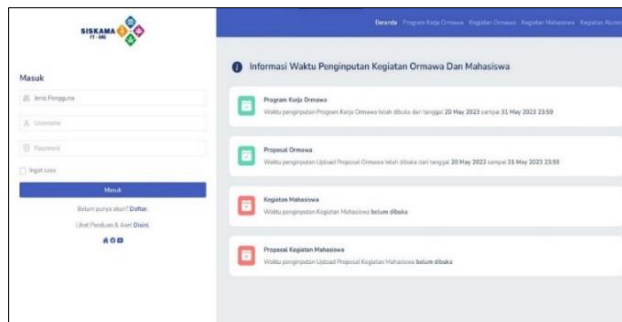 SISKAMA
FT - UNG
Beranda Program Kerja Ormawa Kegiatan Ormawa Kegiatan Mahasiswa Kegiatan Alumni
Masuk
Jenis Pengguna
Username
Password
Ingat saya
Masuk
Belum punya akun? Daftar.
Lihat Panduan & Aset Disini.
Informasi Waktu Penginputan Kegiatan Ormawa Dan Mahasiswa
Program Kerja Ormawa
Waktu penginputan Program Kerja Ormawa telah dibuka dari tanggal 20 May 2023 sampai 31 May 2023 23:59
Proposal Ormawa
Waktu penginputan Upload Proposal Ormawa telah dibuka dari tanggal 20 May 2023 sampai 31 May 2023 23:59
Kegiatan Mahasiswa
Waktu penginputan Kegiatan Mahasiswa belum dibuka
Proposal Kegiatan Mahasiswa
Waktu penginputan Upload Proposal Kegiatan Mahasiswa belum dibuka